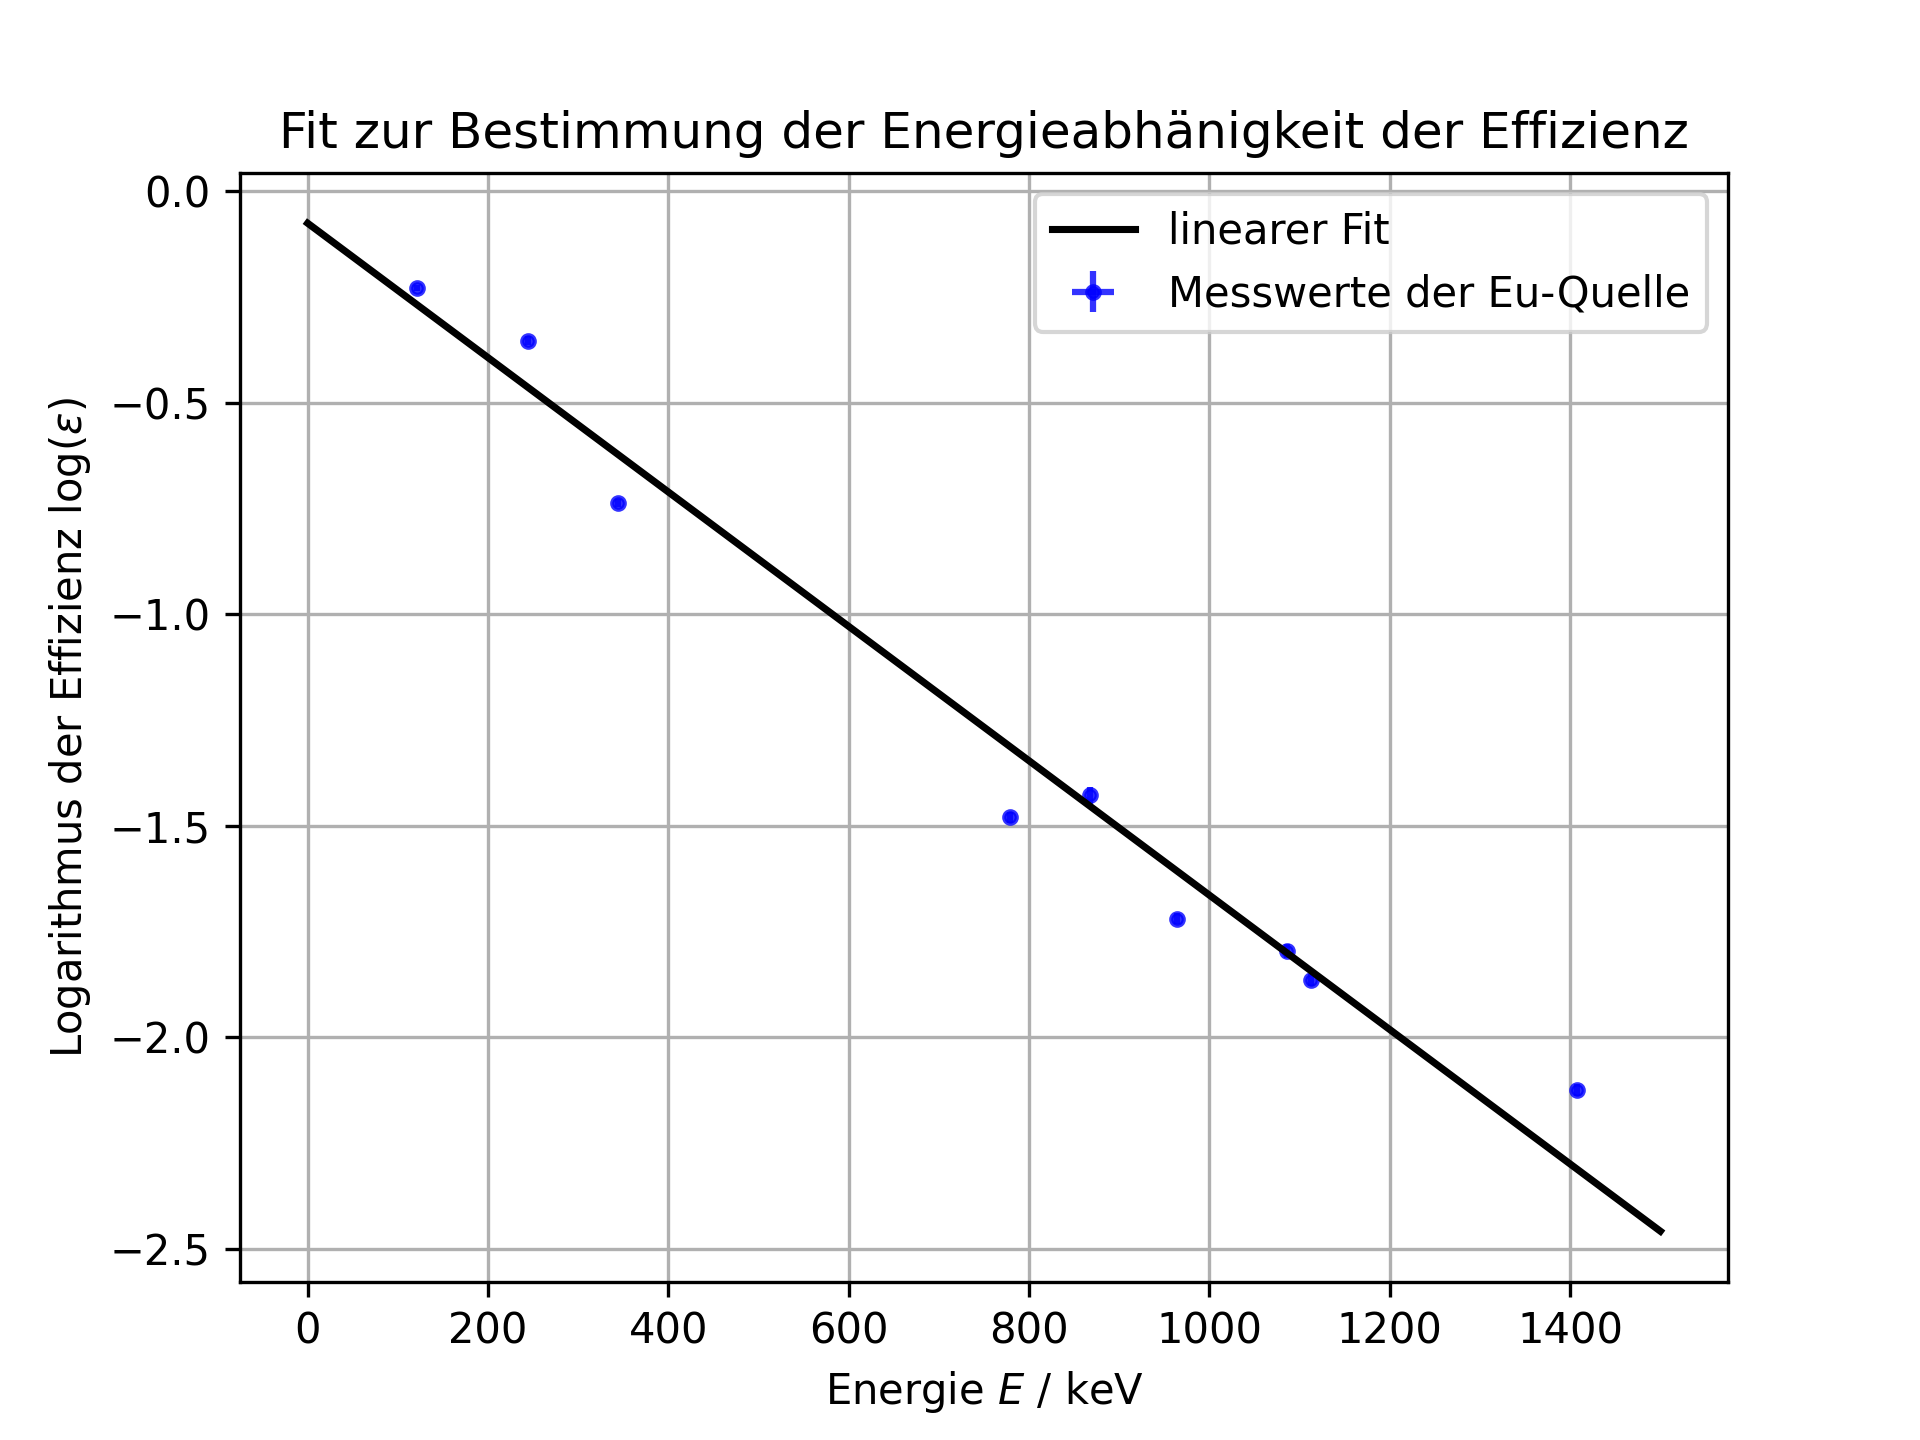 Fit zur Bestimmung der Energieabhänigkeit der Effizienz
linearer Fit
Messwerte der Eu-Quelle
Logarithmus der Effizienz log(ε)
0.0
−0.5
−1.0
−1.5
−2.0
−2.5
0 200 400 600 800 1000 1200 1400
Energie E / keV